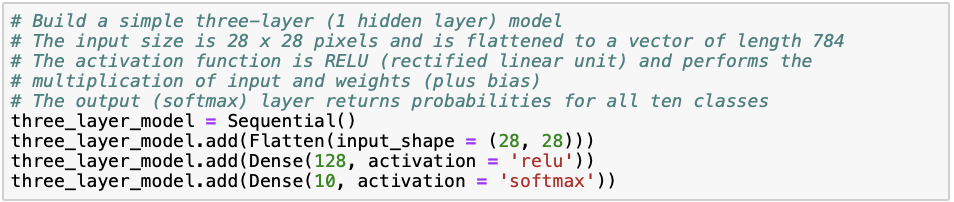 # Build a simple three-layer (1 hidden layer) model
# The input size is 28 x 28 pixels and is flattened to a vector of length 784
# The activation function is RELU (rectified linear unit) and performs the
# multiplication of input and weights (plus bias)
# The output (softmax) layer returns probabilities for all ten classes
three_layer_model = Sequential()
three_layer_model.add(Flatten(input_shape = (28, 28)))
three_layer_model.add(Dense(128, activation = 'relu'))
three_layer_model.add(Dense(10, activation = 'softmax'))